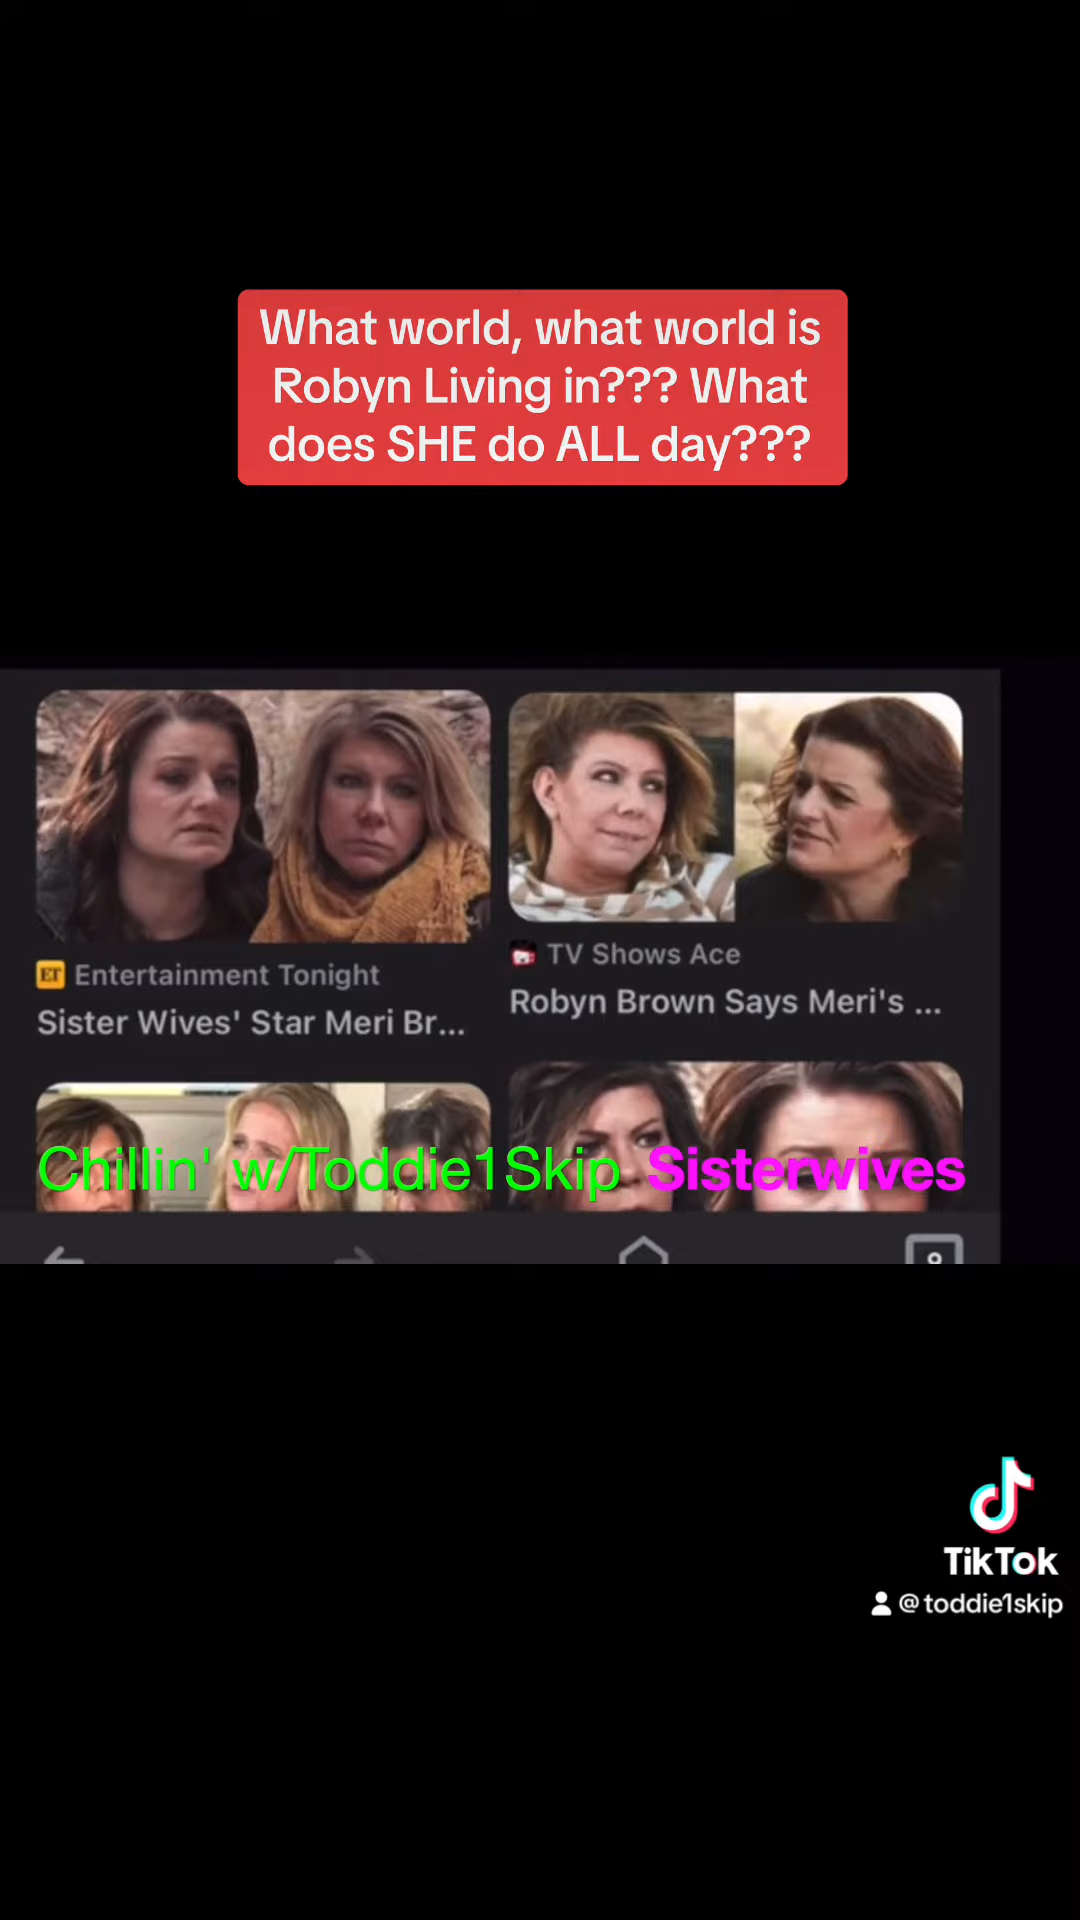 What world, what world is
Robyn Living in??? What
does SHE do ALL day???
ET Entertainment Tonight
Sister Wives' Star Meri Br...
TV Shows Ace
Robyn Brown Says Meri's ...
Chillin' w/Toddie1Skip Sisterwives
TikTok
@toddie1skip